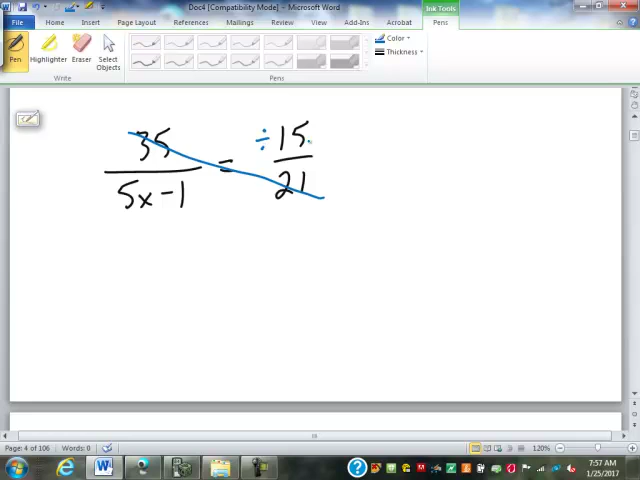 Doc4 [Compatibility Mode] - Microsoft Word
Ink Tools
File Home Insert Page Layout References Mailings Review View Add-Ins Acrobat Pens
Pen Highlighter Eraser Select Objects
Color
Thickness
Write Pens
35 ÷ 15
=
5x-1 21
Page: 4 of 106 Words: 0 120%
7:57 AM
1/25/2017